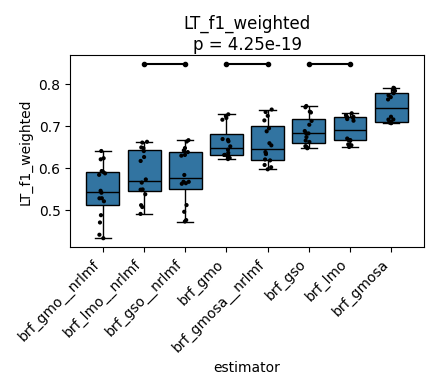 LT_f1_weighted
p = 4.25e-19
LT_f1_weighted
0.8
0.7
0.6
0.5
brf_gmo__nrlmf
brf_lmo__nrlmf
brf_gso__nrlmf
brf_gmo
brf_gmosa__nrlmf
brf_gso
brf_lmo
brf_gmosa
estimator